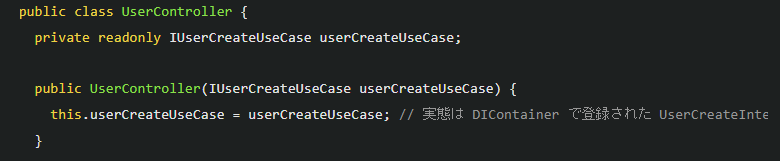 public class UserController {
private readonly IUserCreateUseCase userCreateUseCase;
public UserController(IUserCreateUseCase userCreateUseCase) {
this.userCreateUseCase = userCreateUseCase; // 実態は DIContainer で登録された UserCreateInte
}